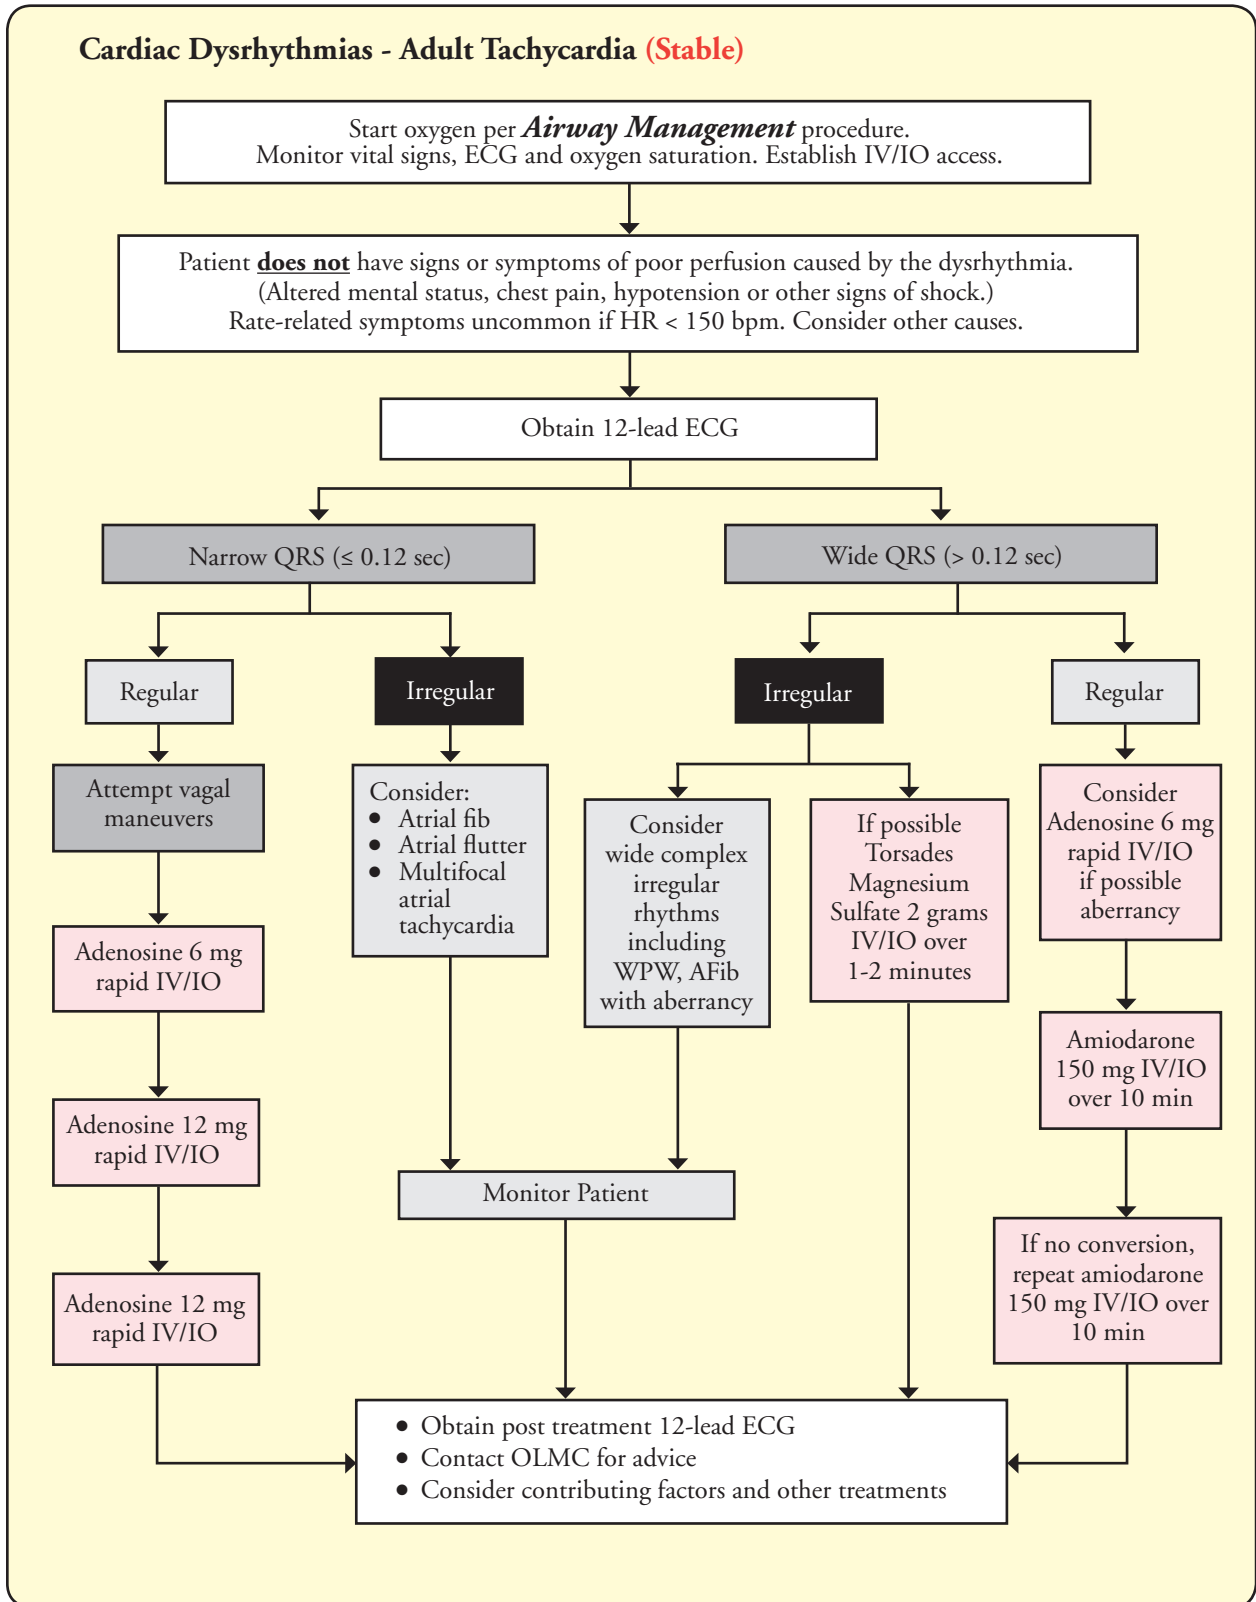 Cardiac Dysrhythmias - Adult Tachycardia (Stable)
Start oxygen per Airway Management procedure.
Monitor vital signs, ECG and oxygen saturation. Establish IV/IO access.
Patient does not have signs or symptoms of poor perfusion caused by the dysrhythmia.
(Altered mental status, chest pain, hypotension or other signs of shock.)
Rate-related symptoms uncommon if HR < 150 bpm. Consider other causes.
Obtain 12-lead ECG
Narrow QRS (≤ 0.12 sec)
Regular
Attempt vagal
maneuvers
Adenosine 6 mg
rapid IV/IO
Adenosine 12 mg
rapid IV/IO
Adenosine 12 mg
rapid IV/IO
Irregular
Consider:
• Atrial fib
• Atrial flutter
• Multifocal
atrial
tachycardia
Wide QRS (> 0.12 sec)
Irregular
Consider
wide complex
irregular
rhythms
including
WPW, AFib
with aberrancy
If possible
Torsades
Magnesium
Sulfate 2 grams
IV/IO over
1-2 minutes
Regular
Consider
Adenosine 6 mg
rapid IV/IO
if possible
aberrancy
Amiodarone
150 mg IV/IO
over 10 min
If no conversion,
repeat amiodarone
150 mg IV/IO over
10 min
Monitor Patient
• Obtain post treatment 12-lead ECG
• Contact OLMC for advice
• Consider contributing factors and other treatments